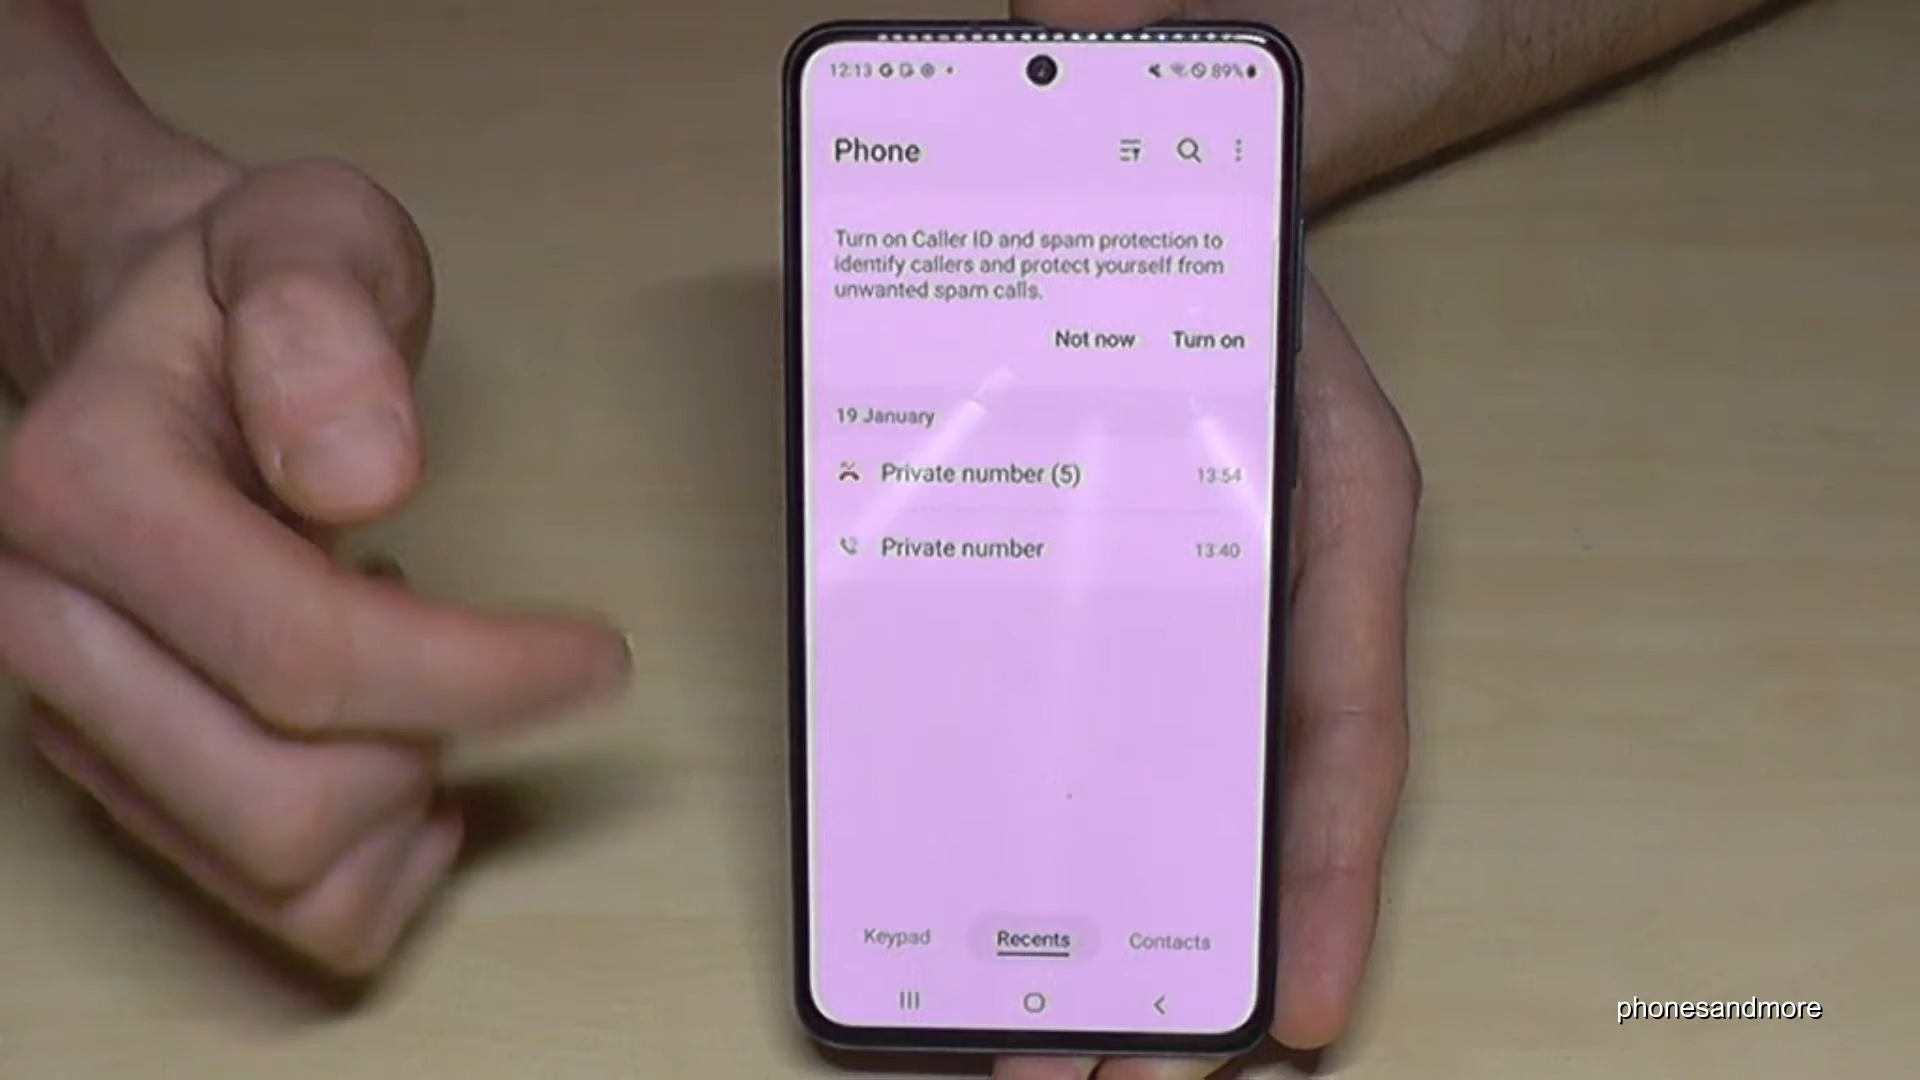 12:13
89%
Phone
Turn on Caller ID and spam protection to
identify callers and protect yourself from
unwanted spam calls.
Not now Turn on
19 January
Private number (5) 13:54
Private number 13:40
Keypad Recents Contacts
phonesandmore